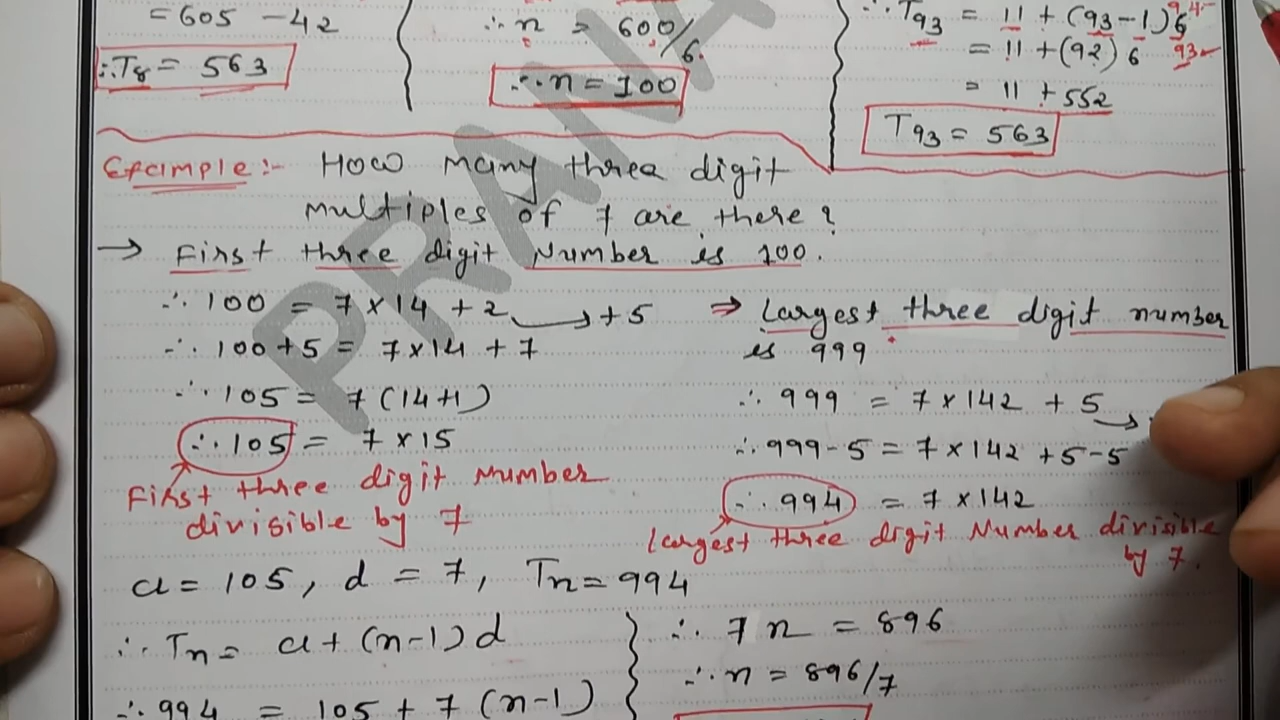 = 605 - 42
∴ T8 = 563
∴ n = 600/6.
∴ n = 100
∴ T93 = 11 + (93-1)6
= 11 + (92) 6
93
= 11 + 552
T93 = 563
PRANA
Example :- How many three digit
multiples of 7 are there ?
→ First three digit Number is 100.
∴ 100 = 7 × 14 + 2 → +5
∴ 100+5 = 7×14 + 7
∴ 105 = 7 (14+1)
∴ 105 = 7 × 15
First three digit number
divisible by 7
⇒ Largest three digit number
is 999
∴ 999 = 7 × 142 + 5 →
∴ 999 - 5 = 7 × 142 + 5 - 5
∴ 994 = 7 × 142
largest three digit Number divisible
by 7.
a = 105, d = 7, Tn = 994
∴ Tn = a + (n-1) d
∴ 994 = 105 + 7 (n-1)
∴ 7n = 896
∴ n = 896/7